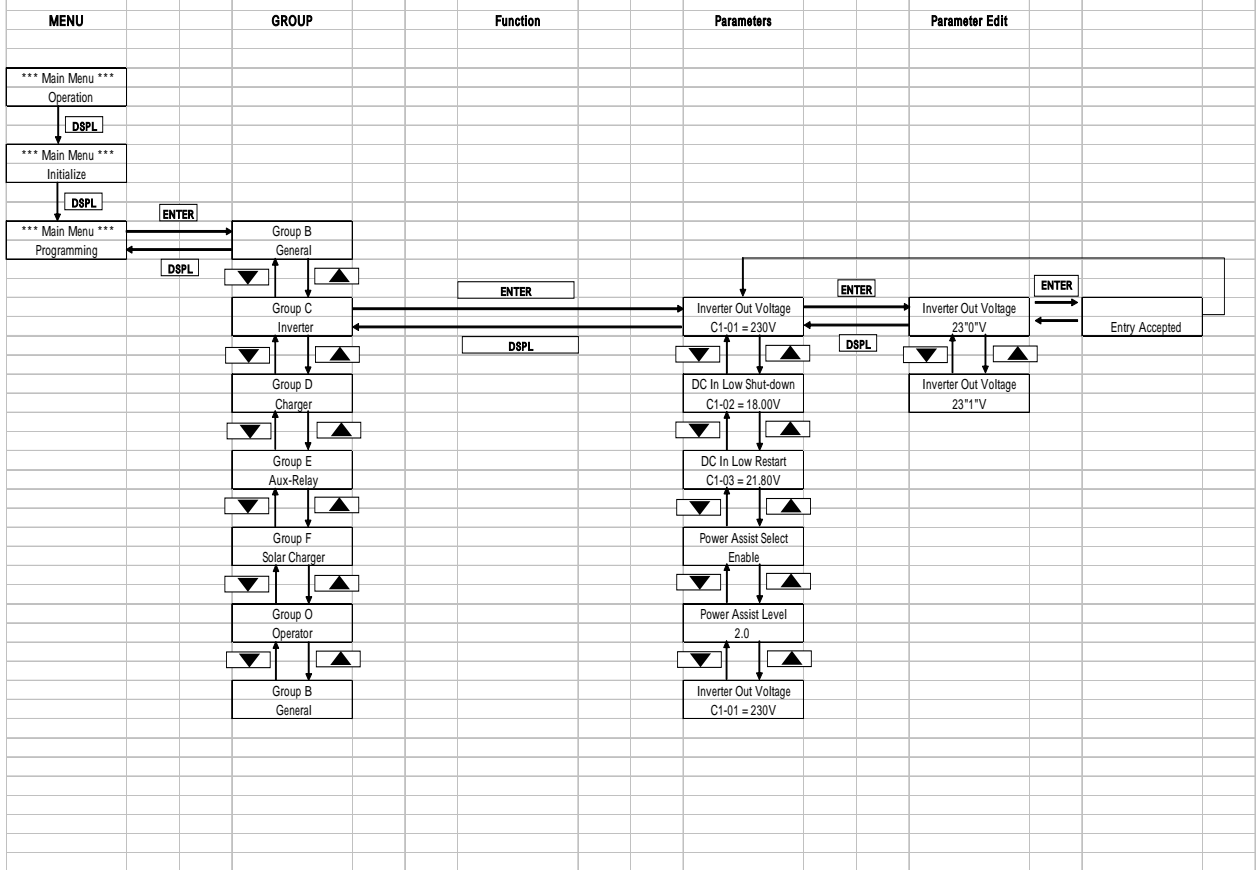 MENU GROUP Function Parameters Parameter Edit
*** Main Menu ***
Operation
DSPL
*** Main Menu ***
Initialize
DSPL
*** Main Menu ***
Programming
ENTER
DSPL
Group B
General
Group C
Inverter
Group D
Charger
Group E
Aux-Relay
Group F
Solar Charger
Group O
Operator
Group B
General
ENTER
DSPL
Inverter Out Voltage
C1-01 = 230V
DC In Low Shut-down
C1-02 = 18.00V
DC In Low Restart
C1-03 = 21.80V
Power Assist Select
Enable
Power Assist Level
2.0
Inverter Out Voltage
C1-01 = 230V
ENTER
DSPL
Inverter Out Voltage
23"0"V
Inverter Out Voltage
23"1"V
ENTER
Entry Accepted